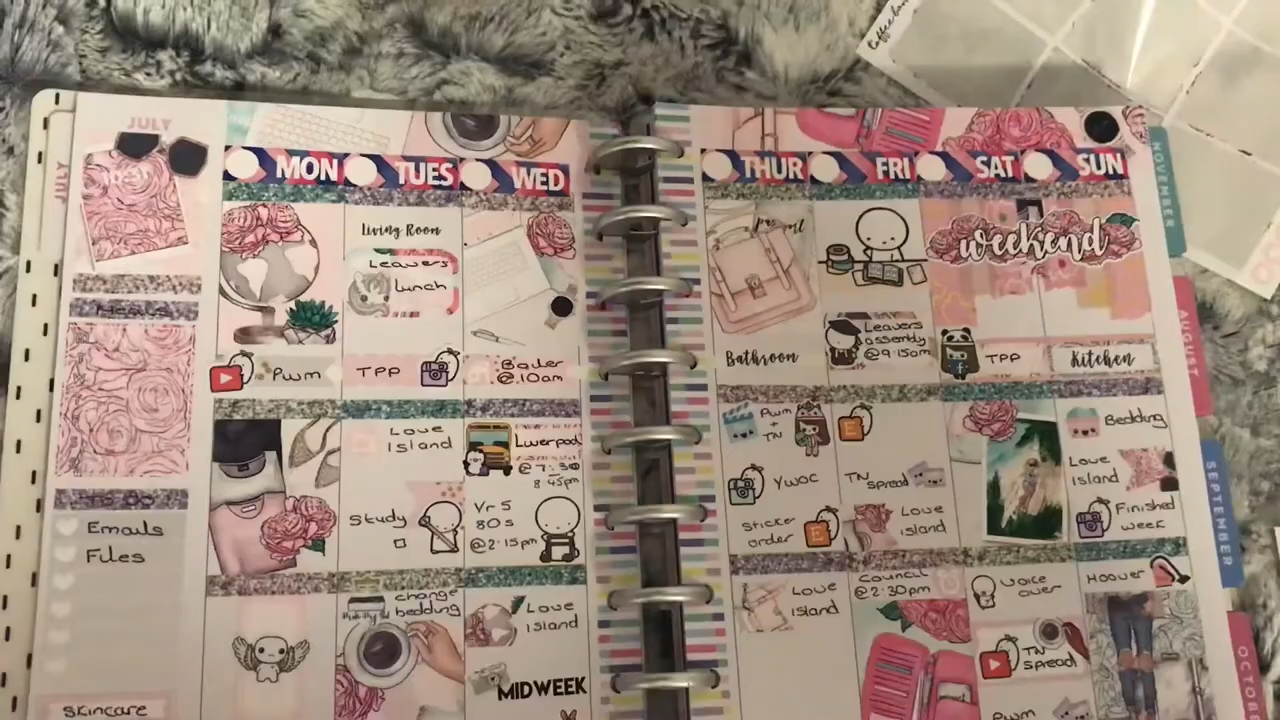 JULY
JULY
Meals
TO DO
Emails
Files
Skincare
MON
TUES
WED
Living Room
Leavers
Lunch
PWM
TPP
Boiler
@10am
Love
Island
Liverpool
@7:30
8:45pm
Study
Yr 5
80s
@2:15pm
change
bedding
Love
Island
MIDWEEK
THUR
FRI
SAT
SUN
weekend
Bathroom
Leavers
assembly
@9:15am
TPP
Kitchen
PWM
+
TN
YWOC
Sticker
order
TN
Spread
Love
Island
Bedding
Love
Island
Finished
week
Love
Island
Council
@2:30pm
Voice
over
TN
Spread
PWM
Hoover
NOVEMBER
AUGUST
SEPTEMBER
OCTOBE